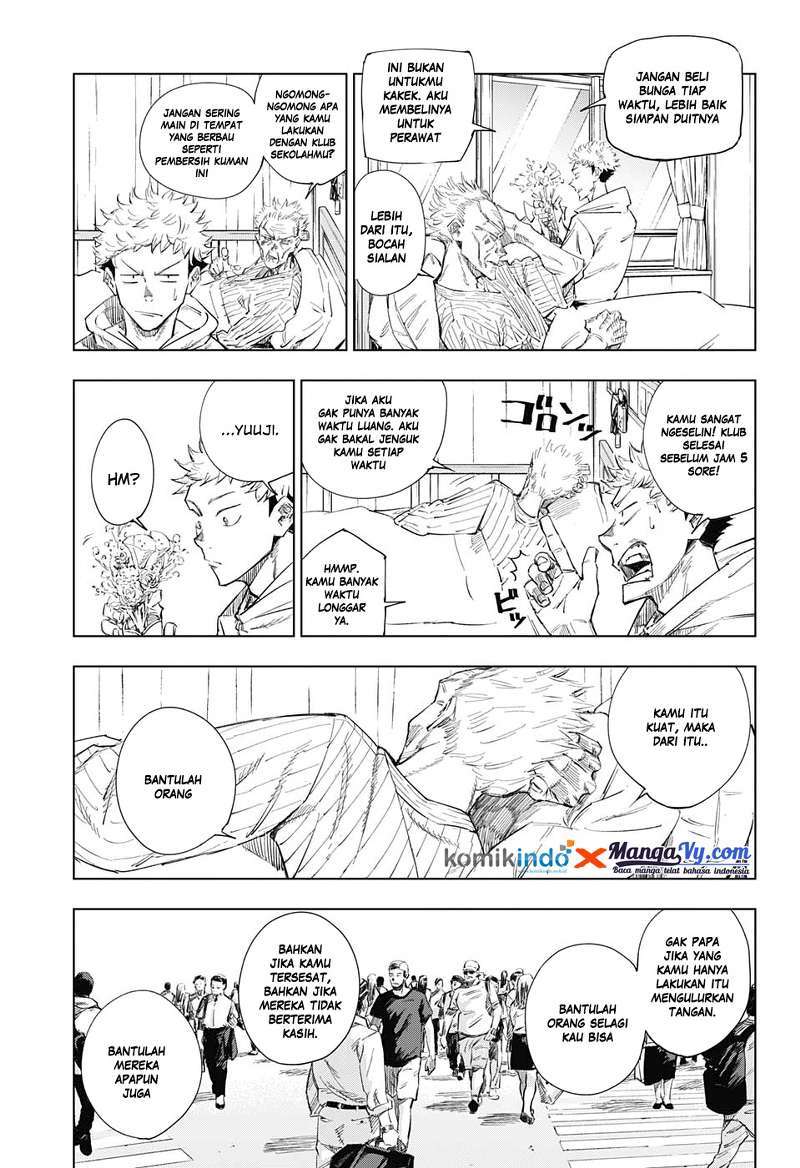 JANGAN BELI
BUNGA TIAP
WAKTU, LEBIH BAIK
SIMPAN DUITNYA
INI BUKAN
UNTUKMU
KAKEK. AKU
MEMBELINYA
UNTUK
PERAWAT
LEBIH
DARI ITU,
BOCAH
SIALAN
NGOMONG-
NGOMONG APA
YANG KAMU
LAKUKAN
DENGAN KLUB
SEKOLAHMU?
JANGAN SERING
MAIN DI TEMPAT
YANG BERBAU
SEPERTI
PEMBERSIH KUMAN
INI
KAMU SANGAT
NGESELIN! KLUB
SELESAI
SEBELUM JAM 5
SORE!
ゴロンッ
JIKA AKU
GAK PUNYA BANYAK
WAKTU LUANG. AKU
GAK BAKAL JENGUK
KAMU SETIAP
WAKTU
ビッ
HMMP.
KAMU BANYAK
WAKTU
LONGGAR
YA.
...YUUJI.
HM?
KAMU ITU
KUAT, MAKA
DARI ITU..
BANTULAH
ORANG
komikindo X MangaVy.com
Baca manga telat bahasa indonesia
GAK PAPA
JIKA YANG
KAMU HANYA
LAKUKAN ITU
MENGULURKAN
TANGAN.
BANTULAH
ORANG SELAGI
KAU BISA
BAHKAN
JIKA KAMU
TERSESAT,
BAHKAN JIKA
MEREKA TIDAK
BERTERIMA
KASIH.
BANTULAH
MEREKA
APAPUN
JUGA